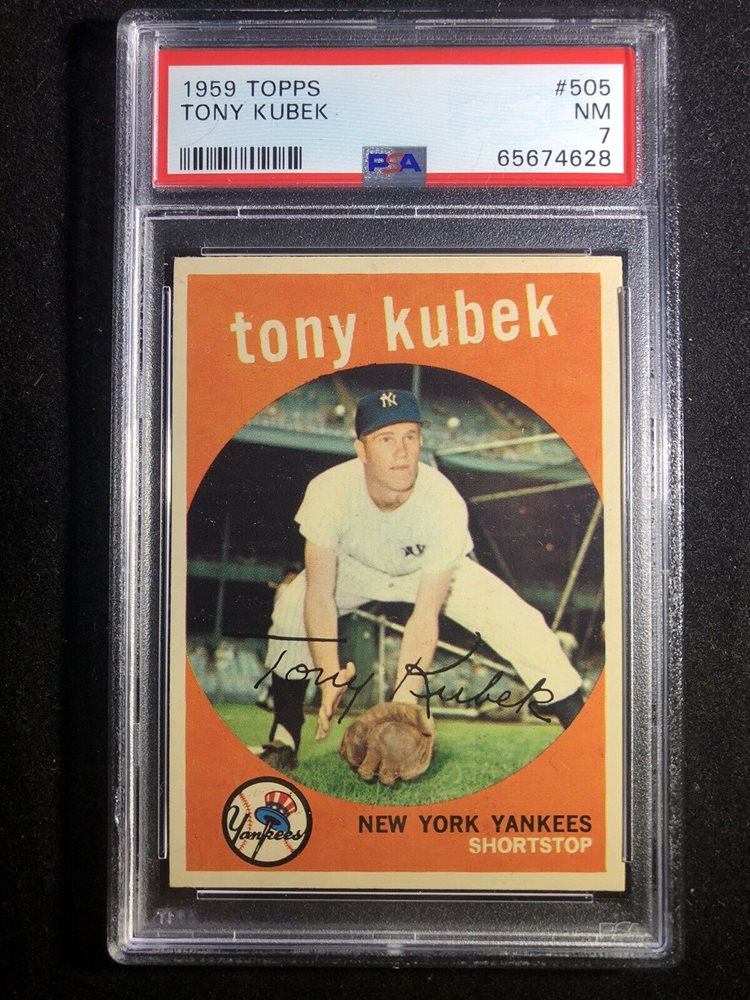 1959 TOPPS #505
TONY KUBEK NM
7
PSA 65674628
tony kubek
NY
Tony Kubek
Yankees
NEW YORK YANKEES
SHORTSTOP
PSA